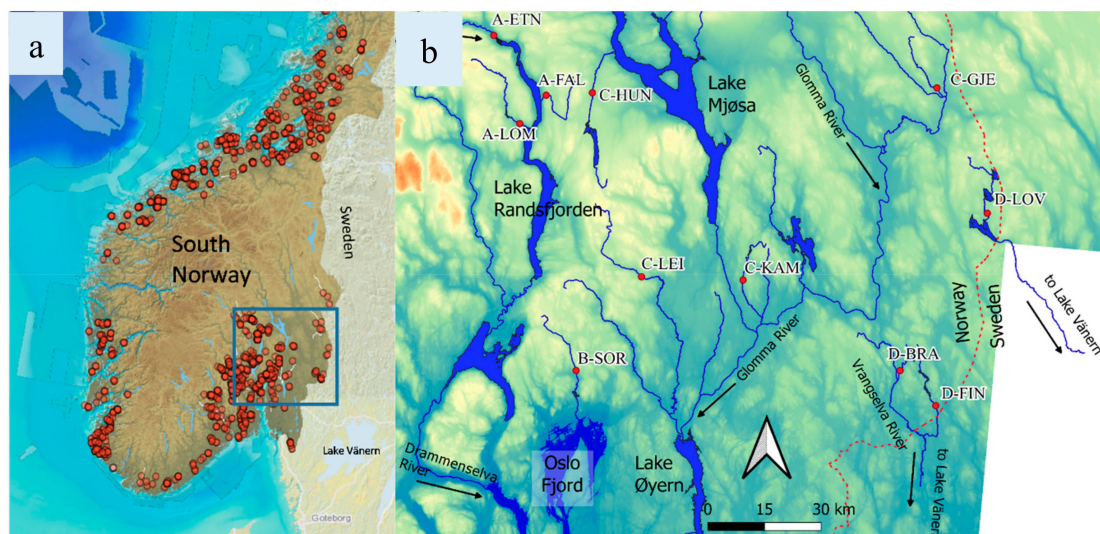 a
South
Norway
Sweden
Lake Vänern
Goteborg
b
A-ETN
A-FAL
C-HUN
A-LOM
Lake
Mjøsa
Glomma River
C-GJE
Lake
Randsfjorden
D-LOV
C-LEI
C-KAM
Norway
Sweden
to Lake Vänern
B-SOR
Glomma River
D-BRA
D-FIN
Vrangselva River
to Lake Vänern
Drammenselva
River
Oslo
Fjord
Lake
Øyern
0 15 30 km